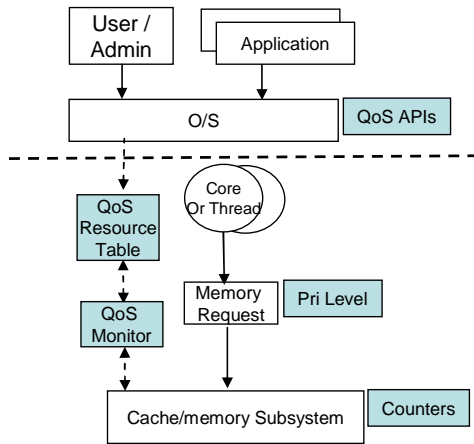 User /
Admin
Application
O/S
QoS APIs
QoS
Resource
Table
Core
Or Thread
QoS
Monitor
Memory
Request
Pri Level
Cache/memory Subsystem
Counters